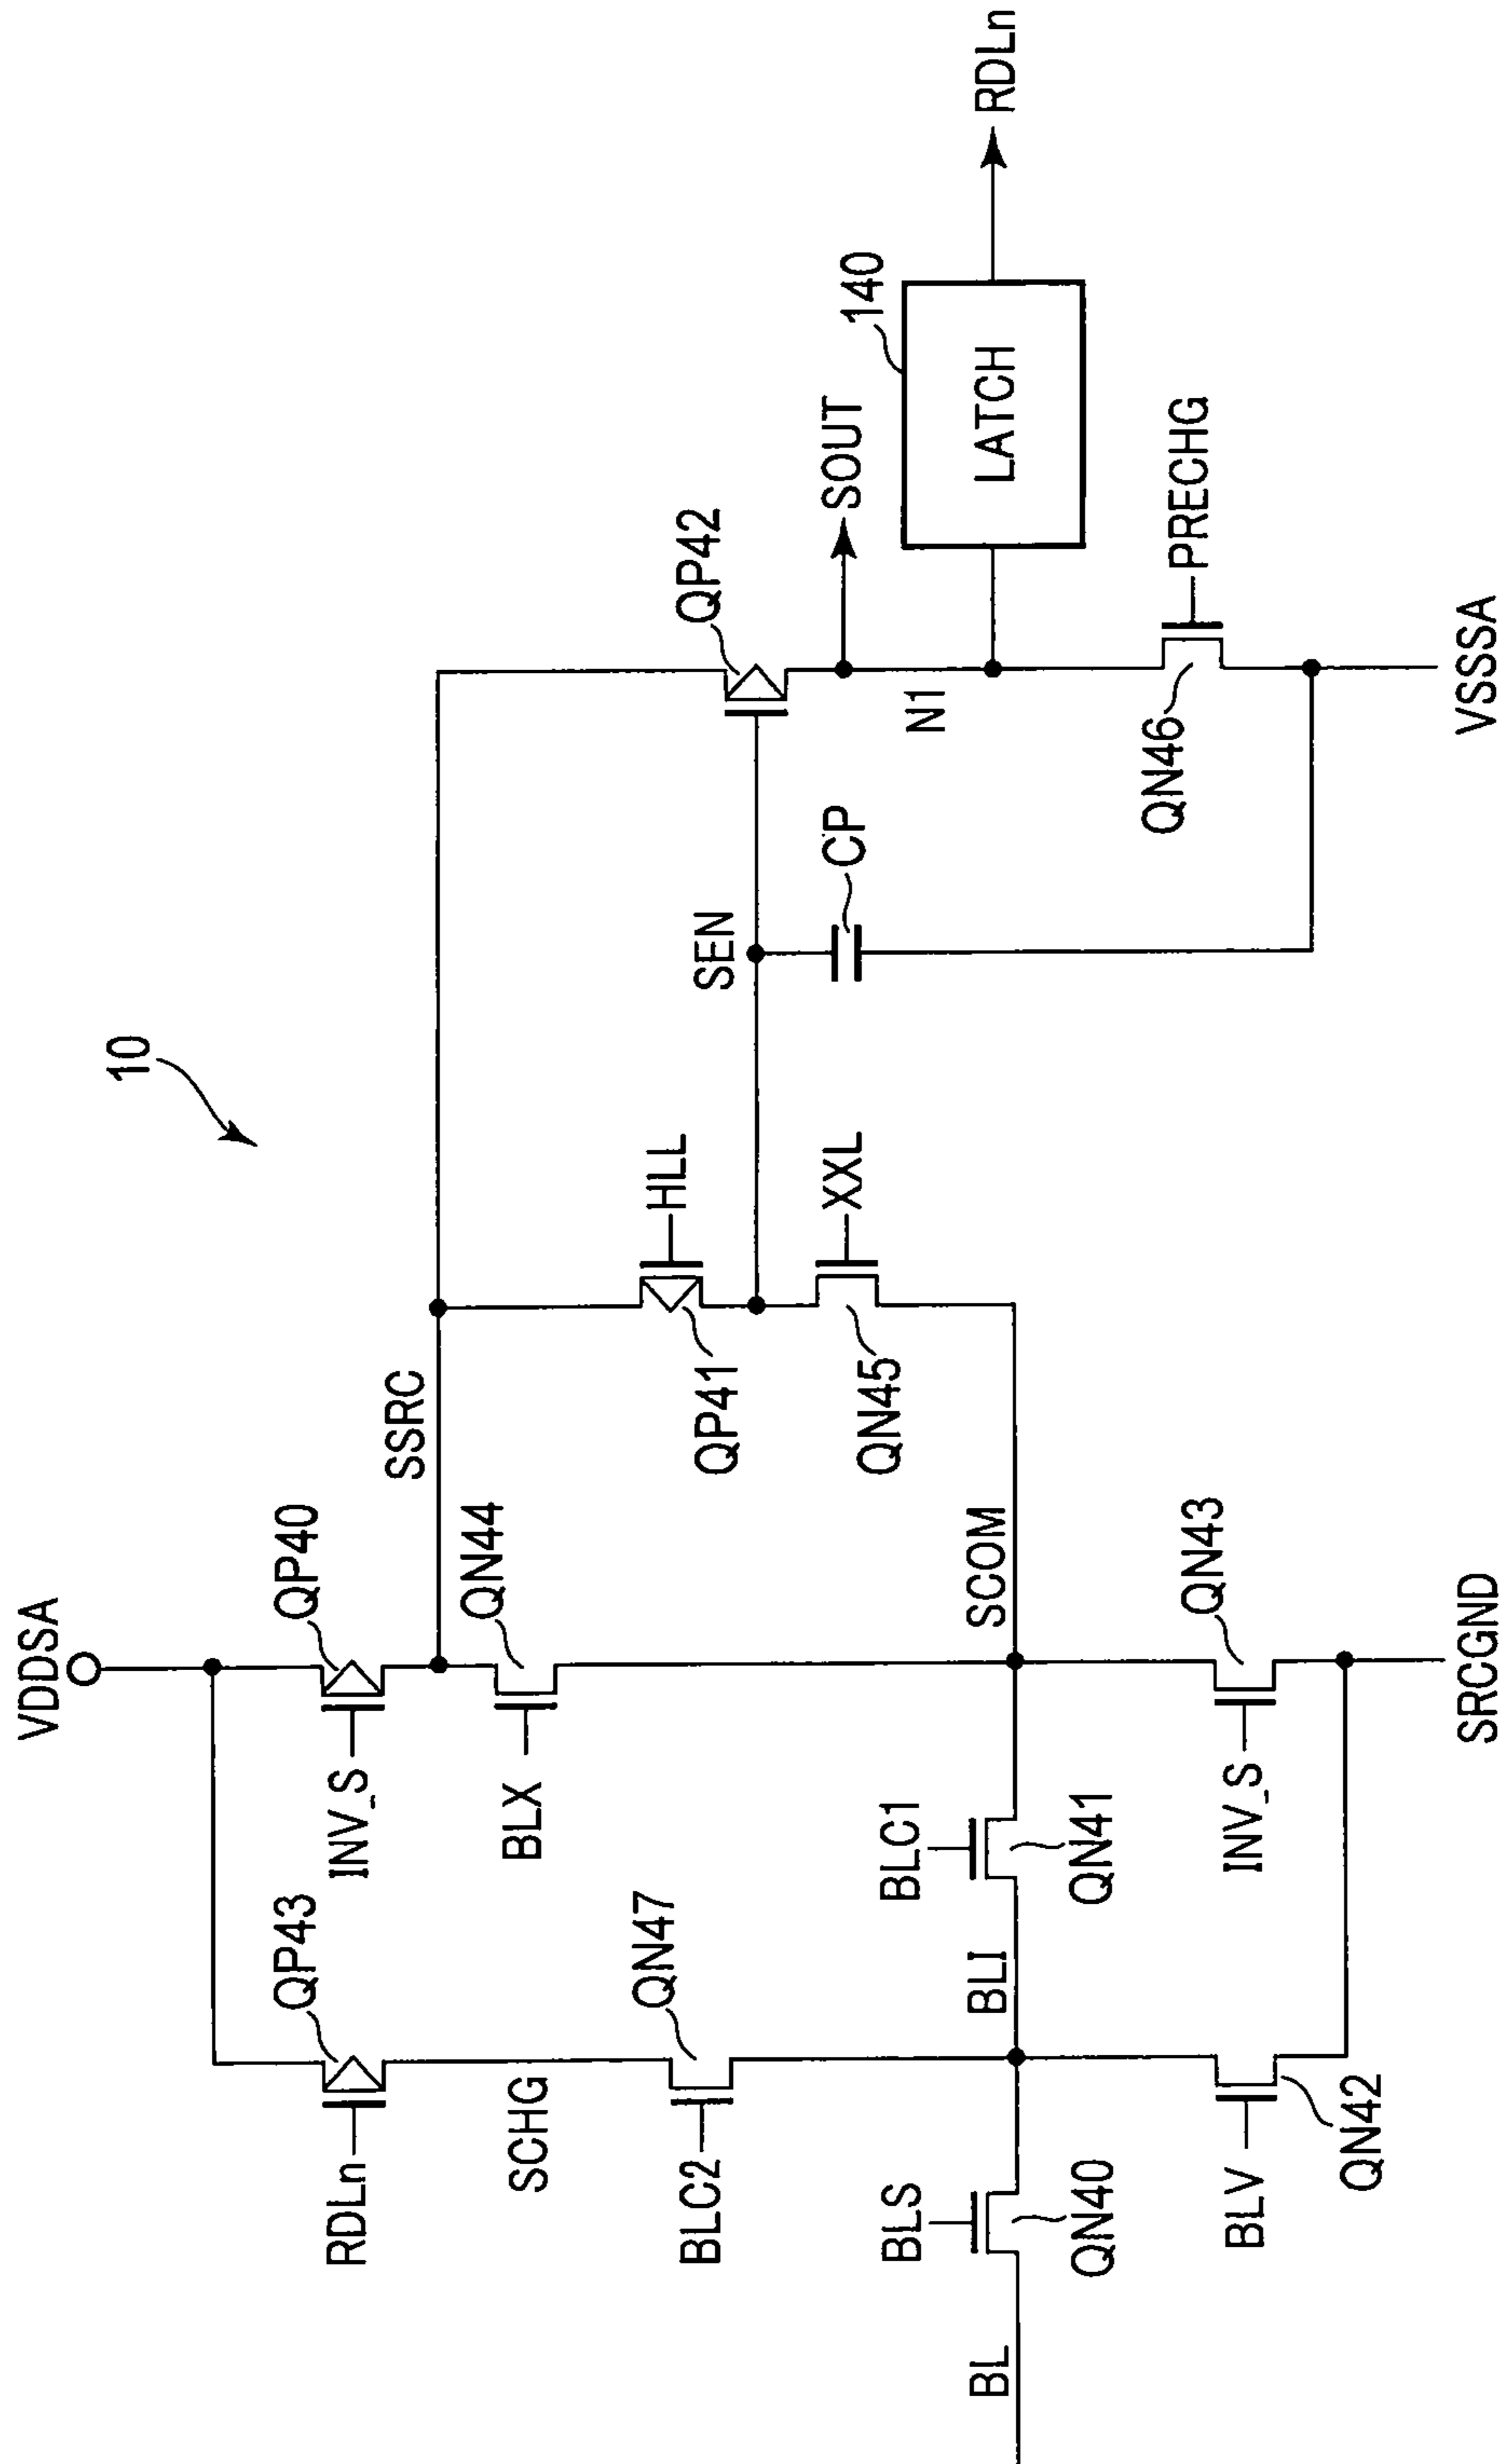 10
VDDSA
QP43
QP40
RDLn
INV_S
SSRC
SCHG
QN47
BLX
QN44
HLL
QP41
SEN
QP42
BLC2
BLC1
XXL
CP
SOUT
140
BLS
BLI
SCOM
QN45
N1
LATCH
RDLn
BL
QN40
QN41
QN43
QN46
PRECHG
BLV
INV_S
QN42
SRCGND
VSSSA